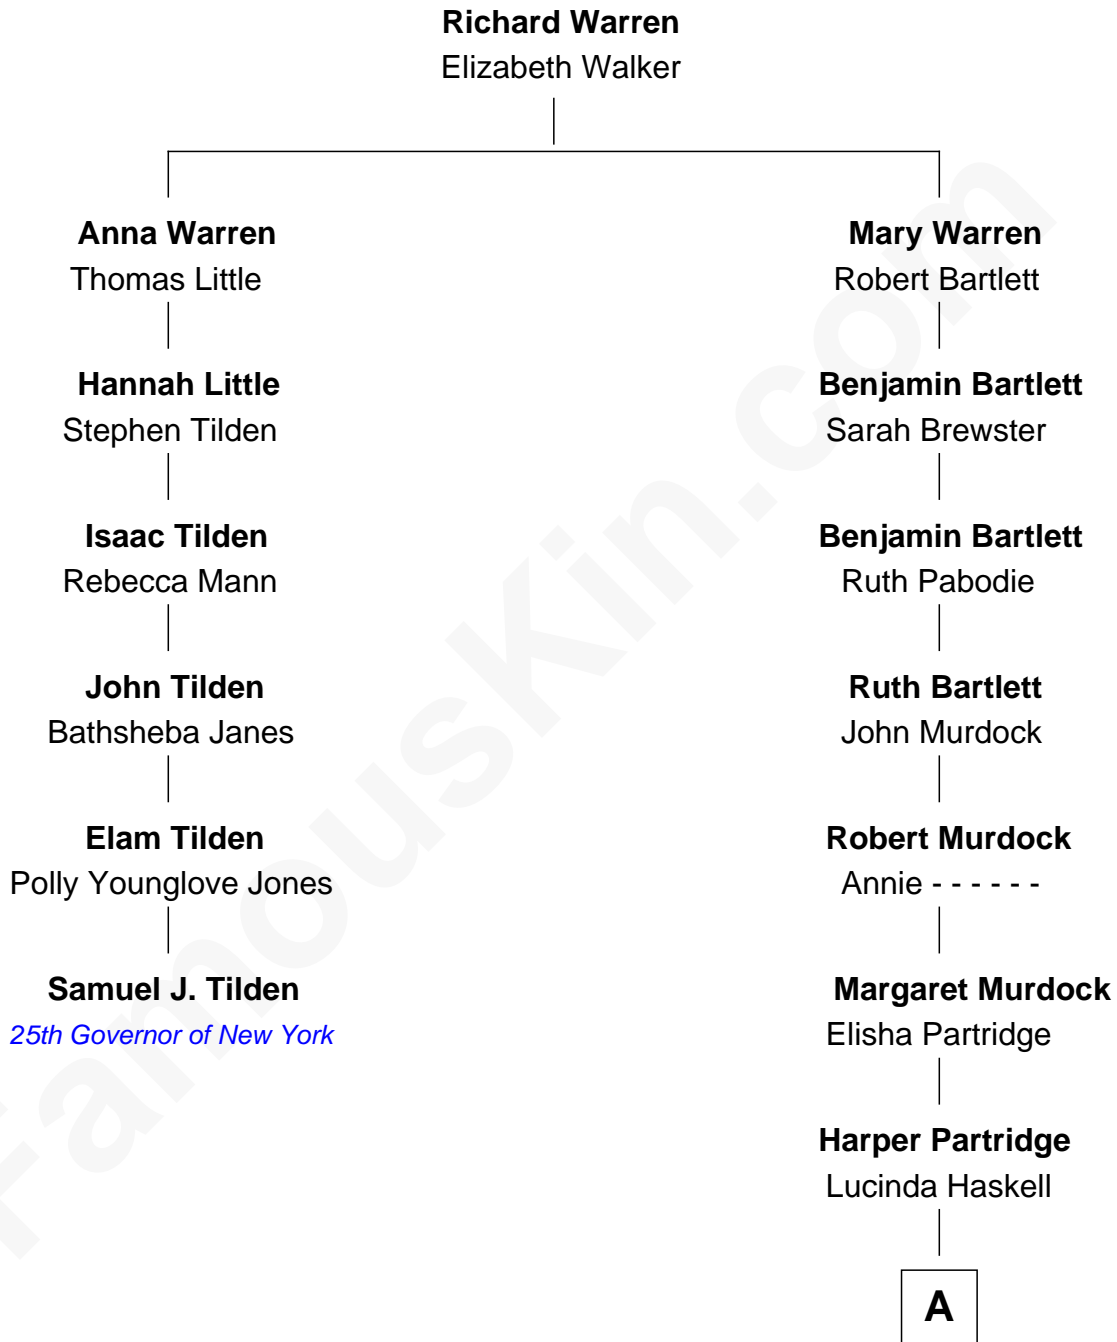 Richard Warren
Elizabeth Walker
Anna Warren
Thomas Little
Hannah Little
Stephen Tilden
Isaac Tilden
Rebecca Mann
John Tilden
Bathsheba Janes
Elam Tilden
Polly Younglove Jones
Samuel J. Tilden
25th Governor of New York
Mary Warren
Robert Bartlett
Benjamin Bartlett
Sarah Brewster
Benjamin Bartlett
Ruth Pabodie
Ruth Bartlett
John Murdock
Robert Murdock
Annie - - - - - -
Margaret Murdock
Elisha Partridge
Harper Partridge
Lucinda Haskell
A
FamousKin.com